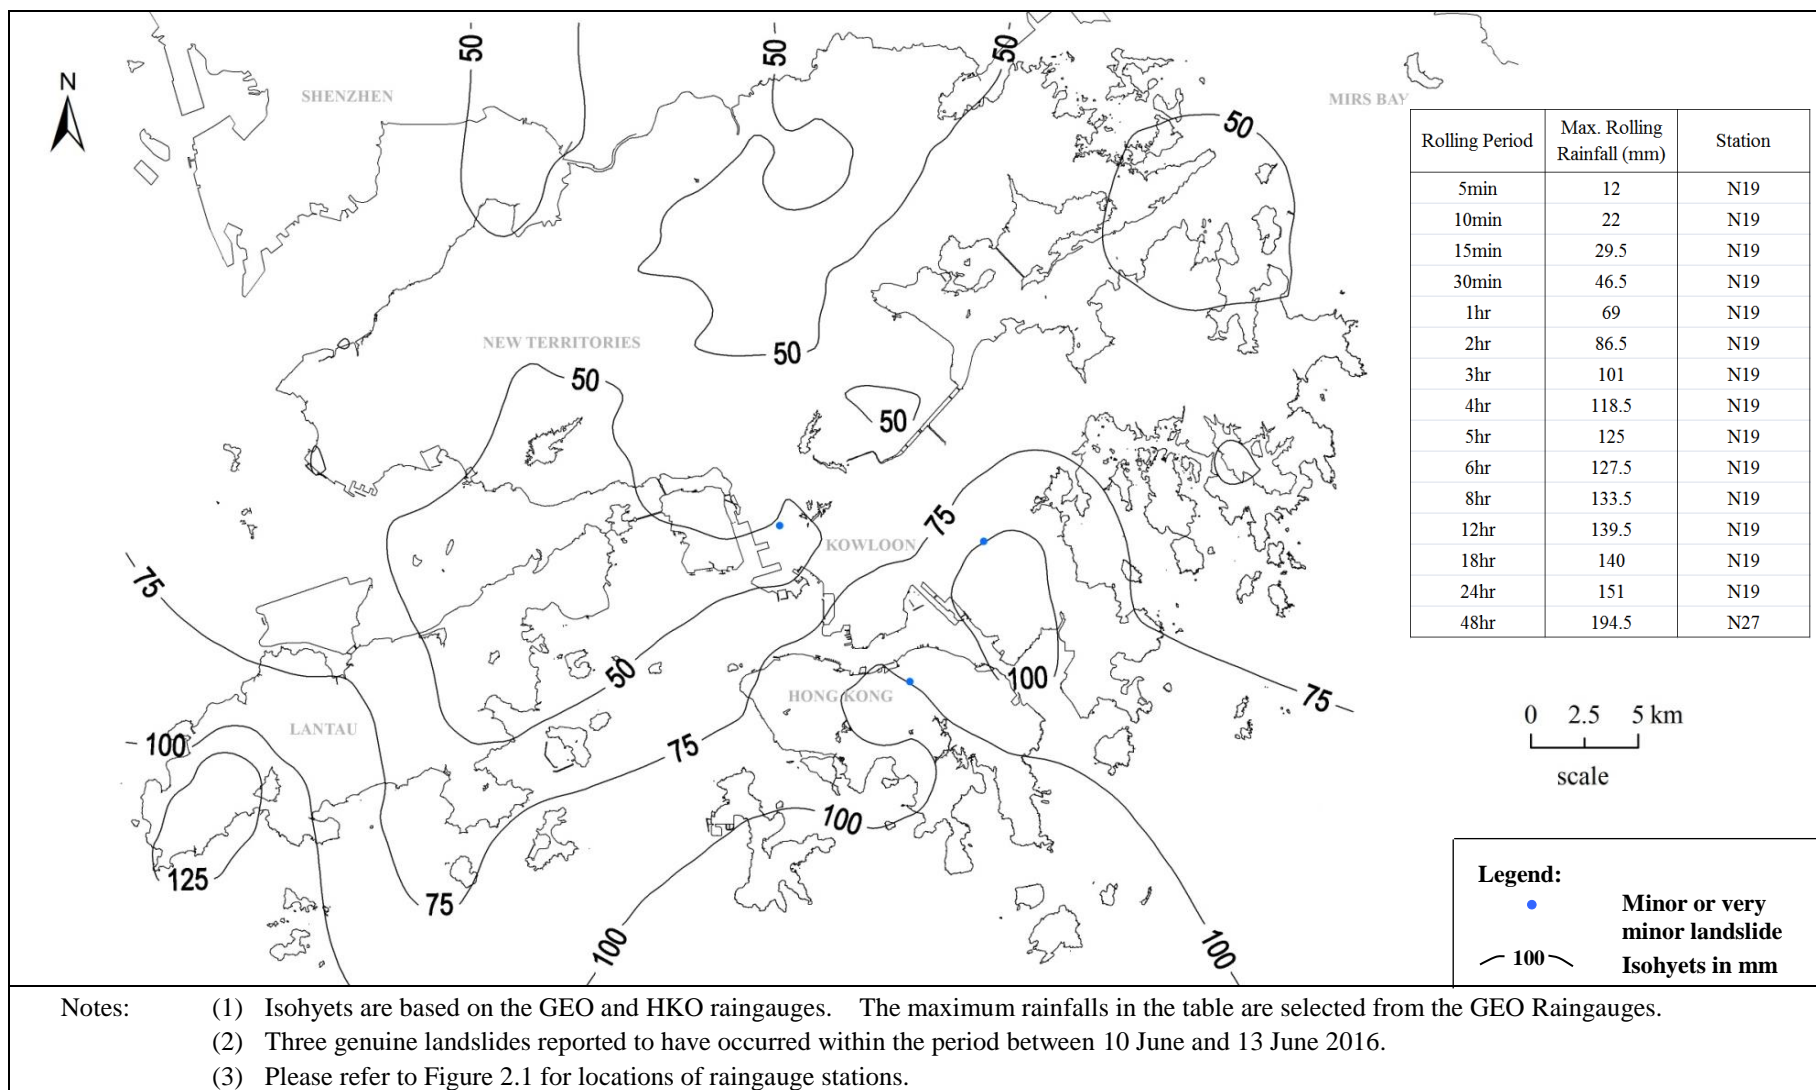 50
50
50
N
SHENZHEN
MIRS BAY
50
Rolling Period Max. Rolling Rainfall (mm) Station
5min 12 N19
10min 22 N19
15min 29.5 N19
30min 46.5 N19
1hr 69 N19
2hr 86.5 N19
3hr 101 N19
4hr 118.5 N19
5hr 125 N19
6hr 127.5 N19
8hr 133.5 N19
12hr 139.5 N19
18hr 140 N19
24hr 151 N19
48hr 194.5 N27
NEW TERRITORIES
50
50
50
75
KOWLOON
75
50
100
HONG KONG
75
LANTAU
100
75
0 2.5 5 km
scale
100
125
75
100
100
Legend:
Minor or very
minor landslide
100 Isohyets in mm
Notes: (1) Isohyets are based on the GEO and HKO raingauges. The maximum rainfalls in the table are selected from the GEO Raingauges.
(2) Three genuine landslides reported to have occurred within the period between 10 June and 13 June 2016.
(3) Please refer to Figure 2.1 for locations of raingauge stations.